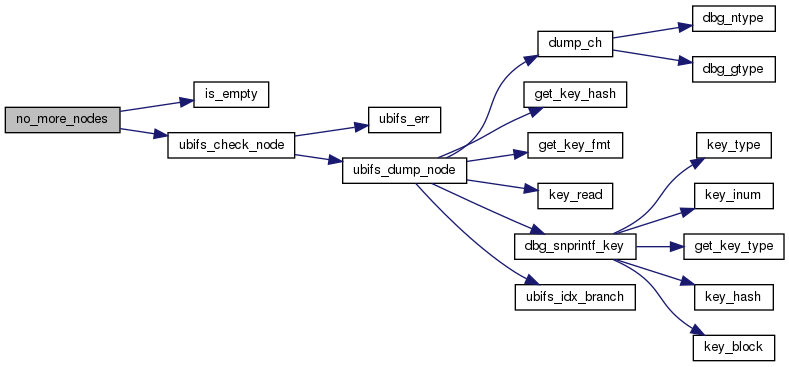 no_more_nodes
is_empty
ubifs_check_node
ubifs_err
ubifs_dump_node
dump_ch
get_key_hash
get_key_fmt
key_read
dbg_snprintf_key
ubifs_idx_branch
dbg_ntype
dbg_gtype
key_type
key_inum
get_key_type
key_hash
key_block